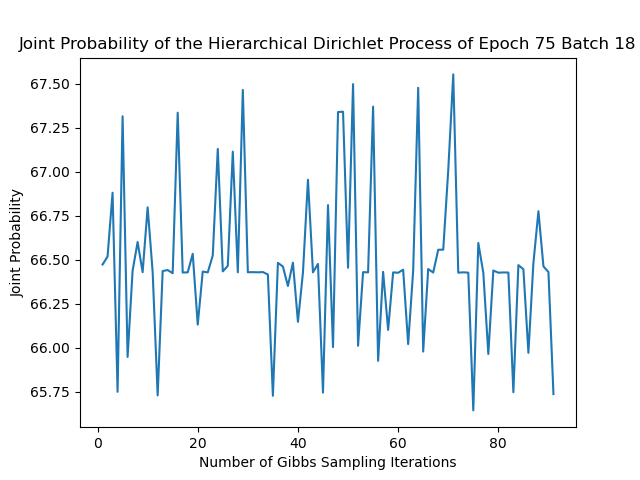 Joint Probability of the Hierarchical Dirichlet Process of Epoch 75 Batch 18
67.50
67.25
67.00
66.75
66.50
66.25
66.00
65.75
Joint Probability
0 20 40 60 80
Number of Gibbs Sampling Iterations